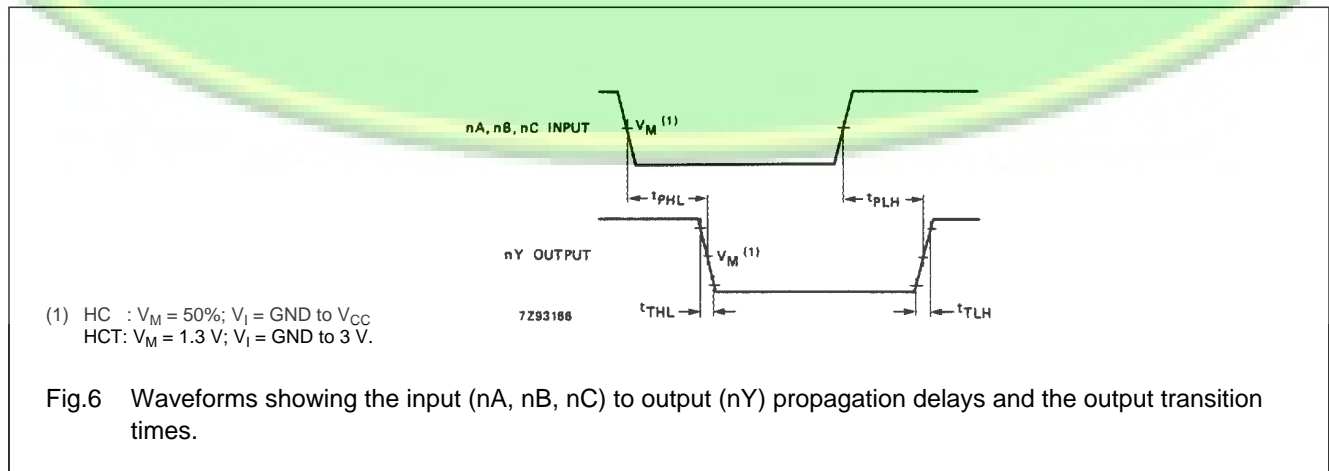 nA, nB, nC INPUT
VM (1)
tPHL
tPLH
nY OUTPUT
VM (1)
tTHL
tTLH
7Z93166
(1) HC : VM = 50%; VI = GND to VCC
HCT: VM = 1.3 V; VI = GND to 3 V.
Fig.6 Waveforms showing the input (nA, nB, nC) to output (nY) propagation delays and the output transition
times.